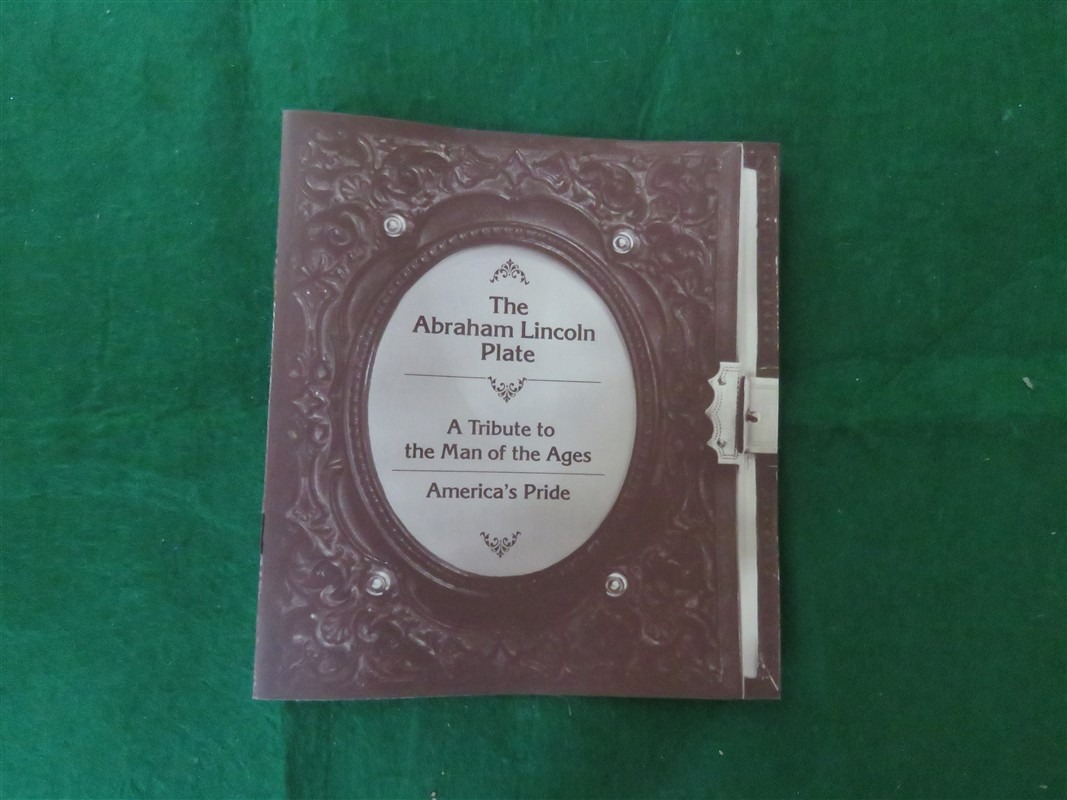 The
Abraham Lincoln
Plate
A Tribute to
the Man of the Ages
America's Pride